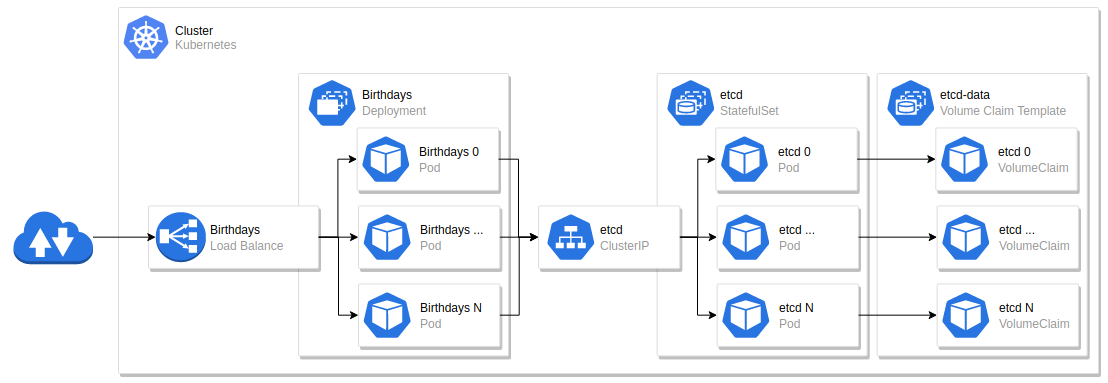 Cluster
Kubernetes
Birthdays
Deployment
etcd
StatefulSet
etcd-data
Volume Claim Template
Birthdays 0
Pod
etcd 0
Pod
etcd 0
VolumeClaim
Birthdays
Load Balance
Birthdays ...
Pod
etcd
ClusterIP
etcd ...
Pod
etcd ...
VolumeClaim
Birthdays N
Pod
etcd N
Pod
etcd N
VolumeClaim